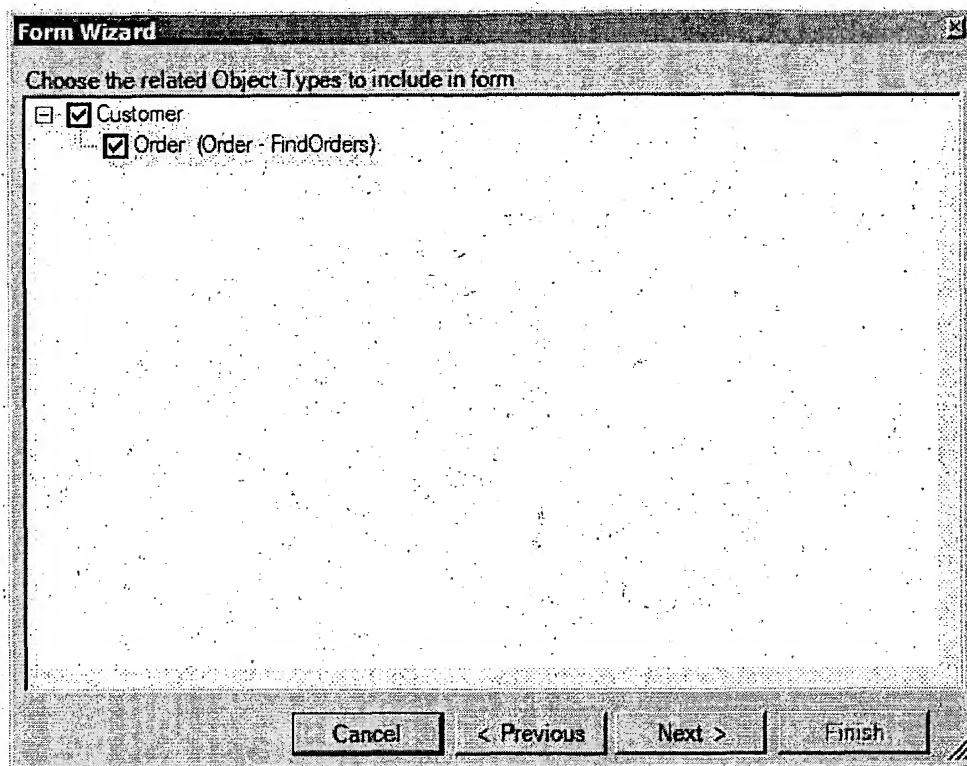 Form Wizard
Choose the related Object Types to include in form
Customer
Order (Order - FindOrders)
Cancel
< Previous
Next >
Finish